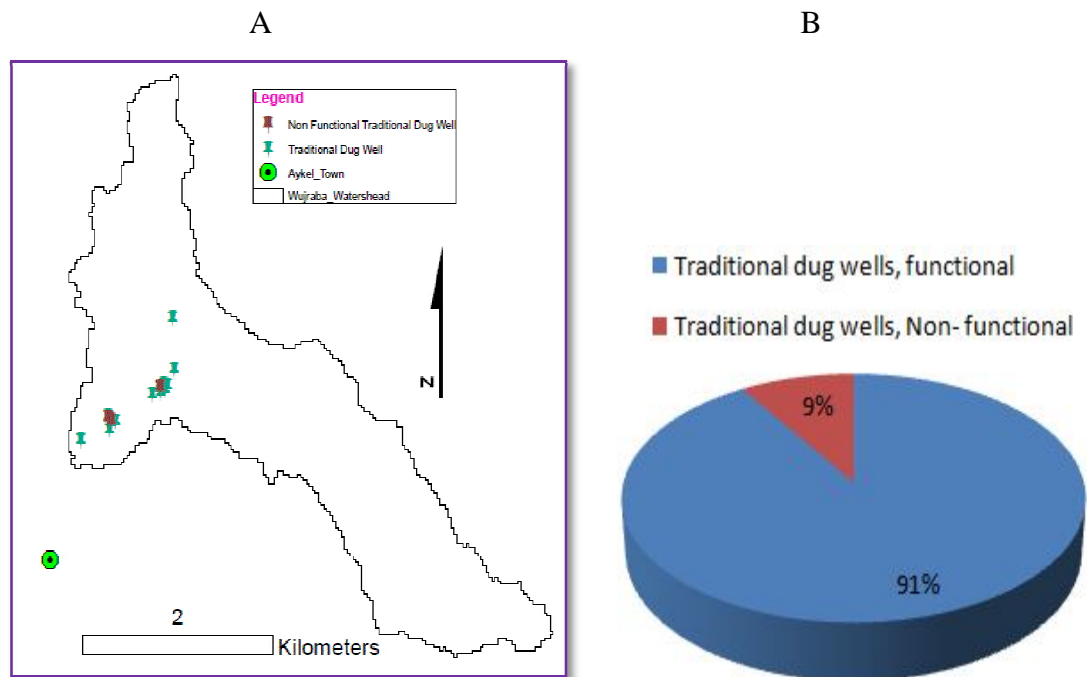 A
B
Legend
Non Functional Traditional Dug Well
Traditional Dug Well
Aykel_Town
Wujraba_Watershead
N
2
Kilometers
Traditional dug wells, functional
Traditional dug wells, Non- functional
9%
91%